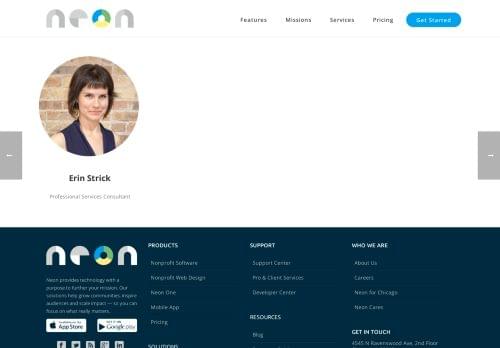 neon
Features Missions Services Pricing Get Started
←
→
Erin Strick
Professional Services Consultant
neon
Neon provides technology with a
purpose to further your mission. Our
solutions help grow communities, inspire
audiences and scale impact — so you
can focus on what really matters.
Available on the
App Store
Google play
PRODUCTS
Nonprofit Software
Nonprofit Web Design
Neon One
Mobile App
Pricing
SOLUTIONS
SUPPORT
Support Center
Pro & Client Services
Developer Center
RESOURCES
Blog
WHO WE ARE
About Us
Careers
Neon for Chicago
Neon Cares
GET IN TOUCH
4545 N Ravenswood Ave, 2nd Floor